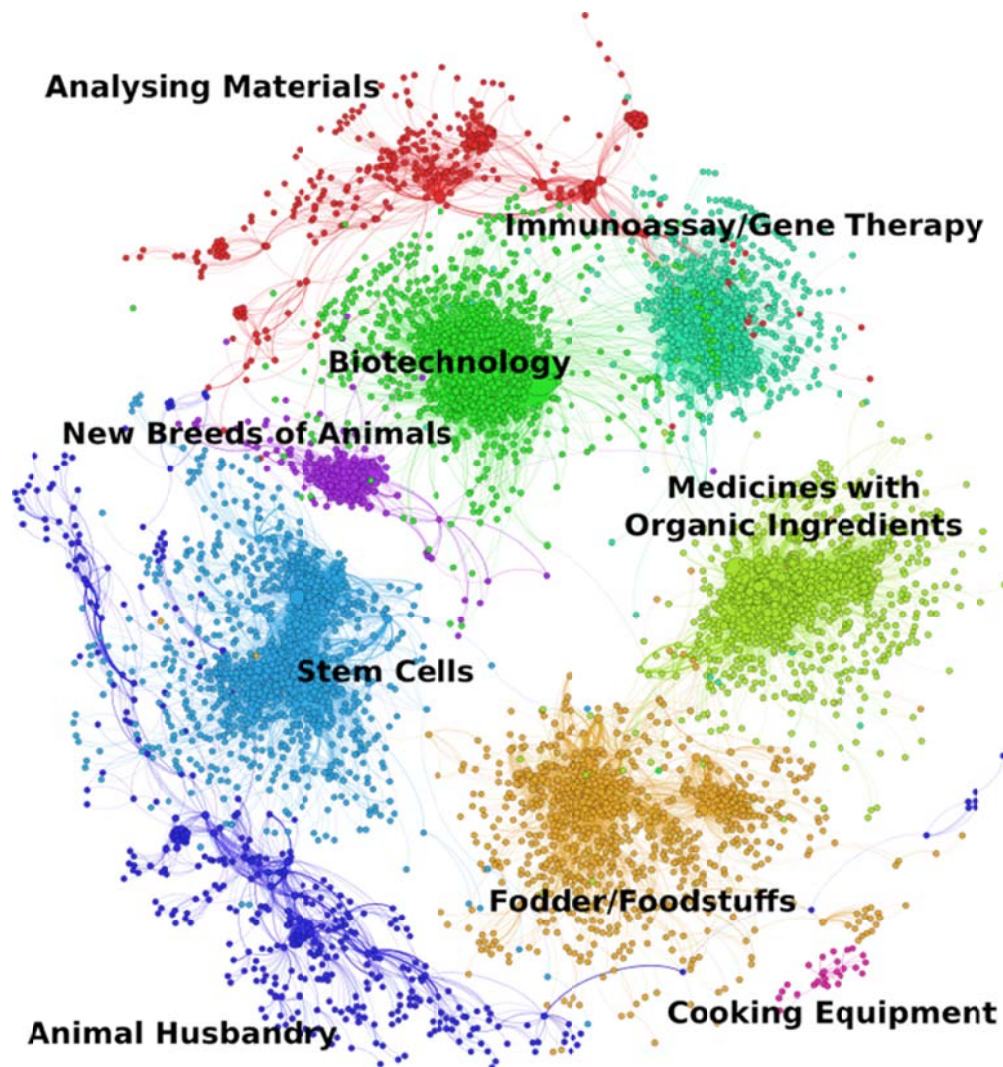 Analysing Materials
Immunoassay/Gene Therapy
Biotechnology
New Breeds of Animals
Medicines with
Organic Ingredients
Stem Cells
Fodder/Foodstuffs
Cooking Equipment
Animal Husbandry